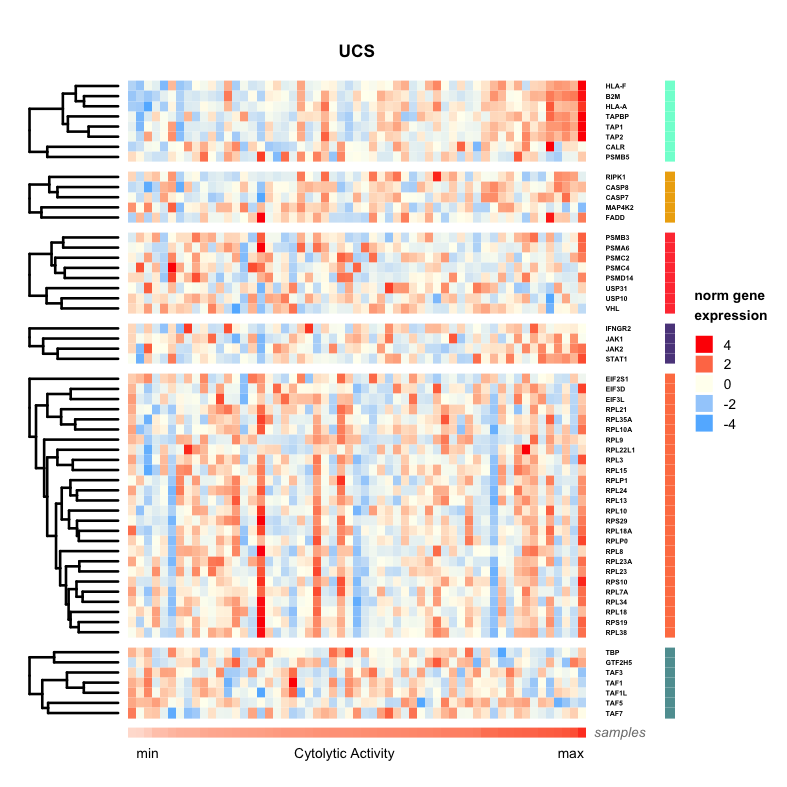 UCS
HLA-F
B2M
HLA-A
TAPBP
TAP1
TAP2
CALR
PSMB5
RIPK1
CASP8
CASP7
MAP4K2
FADD
PSMB3
PSMA6
PSMC2
PSMC4
PSMD14
USP31
USP10
VHL
norm gene
expression
4
2
0
-2
-4
IFNGR2
JAK1
JAK2
STAT1
EIF2S1
EIF3D
EIF3L
RPL21
RPL35A
RPL10A
RPL9
RPL22L1
RPL3
RPL15
RPLP1
RPL24
RPL13
RPL10
RPS29
RPL18A
RPLP0
RPL8
RPL23A
RPL23
RPS10
RPL7A
RPL34
RPL18
RPS19
RPL38
TBP
GTF2H5
TAF3
TAF1
TAF1L
TAF5
TAF7
samples
min Cytolytic Activity max